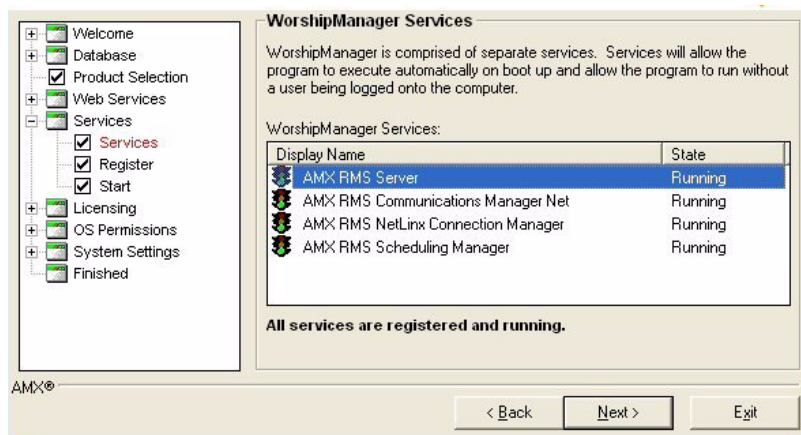 Welcome
Database
Product Selection
Web Services
Services
Services
Register
Start
Licensing
OS Permissions
System Settings
Finished
WorshipManager Services
WorshipManager is comprised of separate services. Services will allow the
program to execute automatically on boot up and allow the program to run without
a user being logged onto the computer.
WorshipManager Services:
Display Name State
AMX RMS Server Running
AMX RMS Communications Manager Net Running
AMX RMS NetLinx Connection Manager Running
AMX RMS Scheduling Manager Running
All services are registered and running.
AMX®
< Back Next > Exit